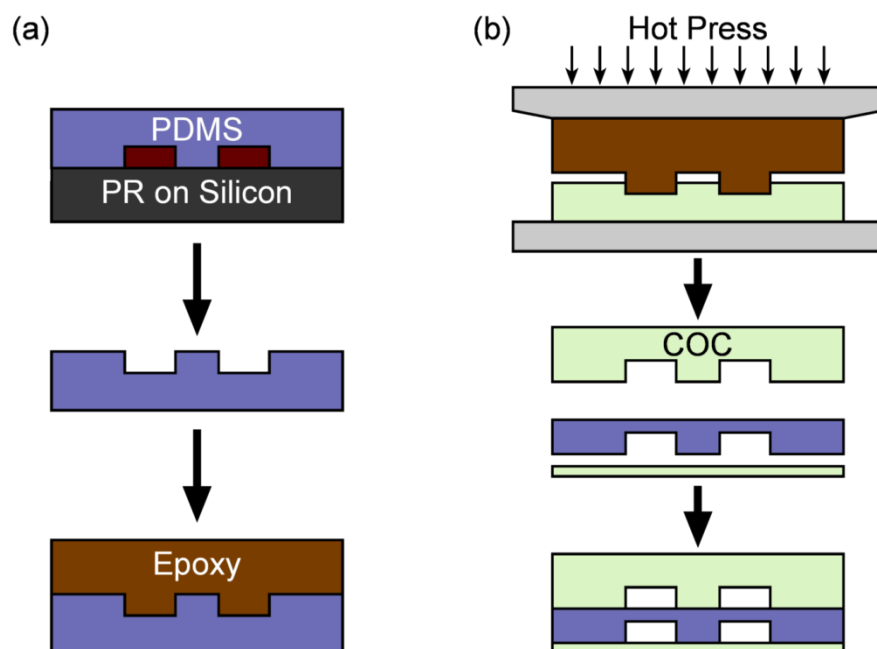 (a)
PDMS
PR on Silicon
Epoxy
(b)
Hot Press
COC